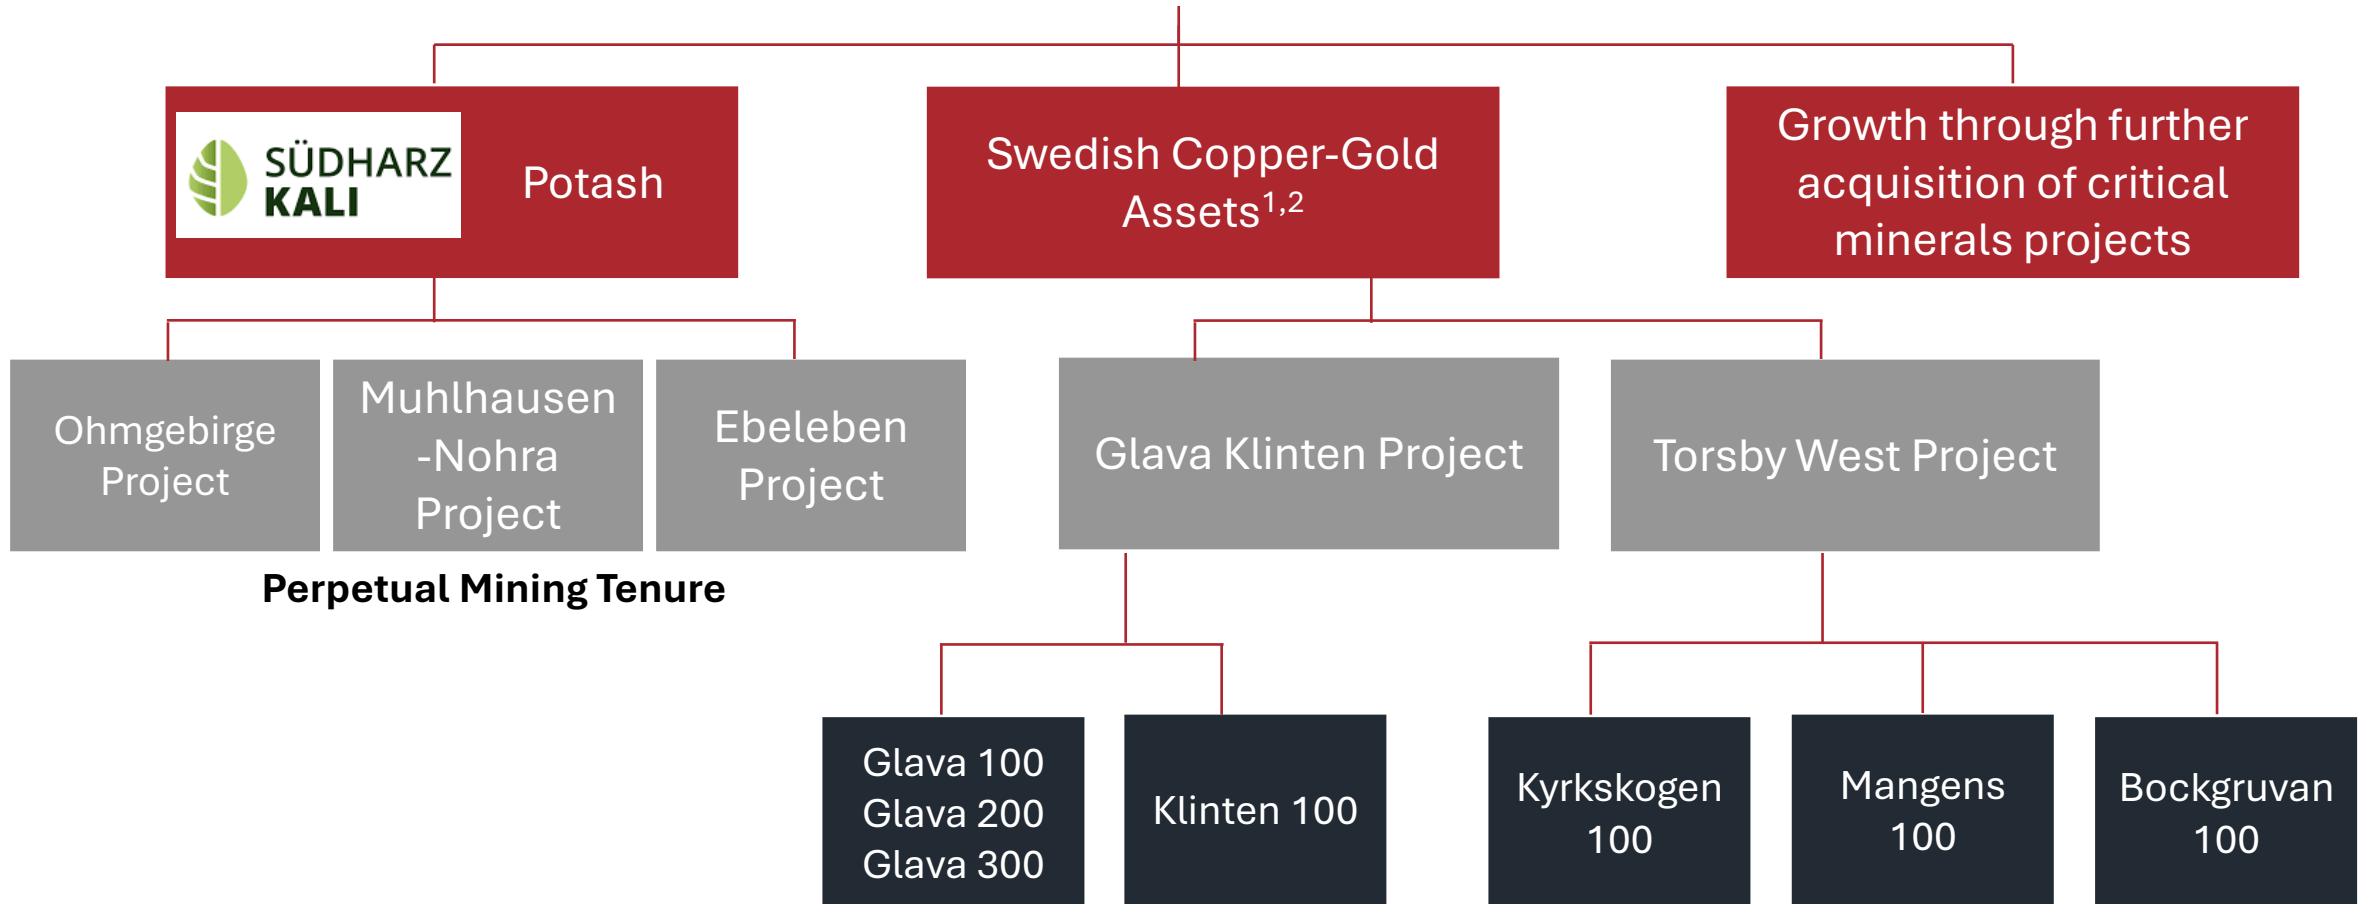 SÜDHARZ
KALI
Potash
Swedish Copper-Gold
Assets1,2
Growth through further
acquisition of critical
minerals projects
Ohmgebirge
Project
Muhlhausen
-Nohra
Project
Ebeleben
Project
Glava Klinten Project
Torsby West Project
Perpetual Mining Tenure
Glava 100
Glava 200
Glava 300
Klinten 100
Kyrkskogen
100
Mangens
100
Bockgruvan
100